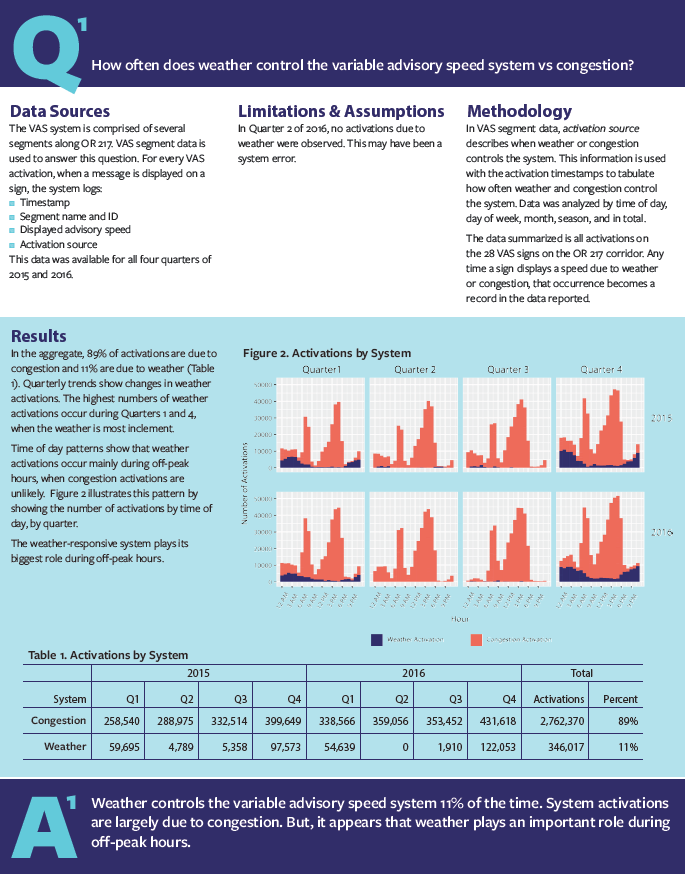 Q1
How often does weather control the variable advisory speed system vs congestion?
Data Sources
The VAS system is comprised of several
segments along OR 217. VAS segment data is
used to answer this question. For every VAS
activation, when a message is displayed on a
sign, the system logs:
Timestamp
Segment name and ID
Displayed advisory speed
Activation source
This data was available for all four quarters of
2015 and 2016.
Limitations & Assumptions
In Quarter 2 of 2016, no activations due to
weather were observed. This may have been a
system error.
Methodology
In VAS segment data, activation source
describes when weather or congestion
controls the system. This information is used
with the activation timestamps to tabulate
how often weather and congestion control
the system. Data was analyzed by time of day,
day of week, month, season, and in total.
The data summarized is all activations on
the 28 VAS signs on the OR 217 corridor. Any
time a sign displays a speed due to weather
or congestion, that occurrence becomes a
record in the data reported.
Results
In the aggregate, 89% of activations are due to
congestion and 11% are due to weather (Table
1). Quarterly trends show changes in weather
activations. The highest numbers of weather
activations occur during Quarters 1 and 4,
when the weather is most inclement.
Time of day patterns show that weather
activations occur mainly during off-peak
hours, when congestion activations are
unlikely. Figure 2 illustrates this pattern by
showing the number of activations by time of
day, by quarter.
The weather-responsive system plays its
biggest role during off-peak hours.
Figure 2. Activations by System
Quarter 1 Quarter 2 Quarter 3 Quarter 4
Number of Activations
50000
40000
30000
20000
10000
0
2015
50000
40000
30000
20000
10000
0
2016
Hour
Weather Activation Congestion Activation
Table 1. Activations by System
2015 2016 Total
System Q1 Q2 Q3 Q4 Q1 Q2 Q3 Q4 Activations Percent
Congestion 258,540 288,975 332,514 399,649 338,566 359,056 353,452 431,618 2,762,370 89%
Weather 59,695 4,789 5,358 97,573 54,639 0 1,910 122,053 346,017 11%
A1
Weather controls the variable advisory speed system 11% of the time. System activations
are largely due to congestion. But, it appears that weather plays an important role during
off-peak hours.